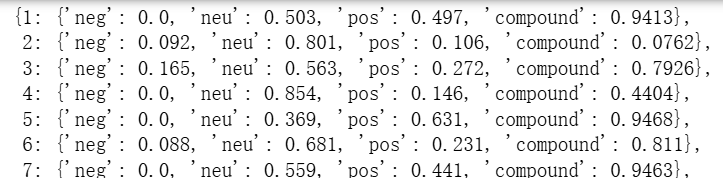 {1: {'neg': 0.0, 'neu': 0.503, 'pos': 0.497, 'compound': 0.9413},
2: {'neg': 0.092, 'neu': 0.801, 'pos': 0.106, 'compound': 0.0762},
3: {'neg': 0.165, 'neu': 0.563, 'pos': 0.272, 'compound': 0.7926},
4: {'neg': 0.0, 'neu': 0.854, 'pos': 0.146, 'compound': 0.4404},
5: {'neg': 0.0, 'neu': 0.369, 'pos': 0.631, 'compound': 0.9468},
6: {'neg': 0.088, 'neu': 0.681, 'pos': 0.231, 'compound': 0.811},
7: {'neg': 0.0, 'neu': 0.559, 'pos': 0.441, 'compound': 0.9463},